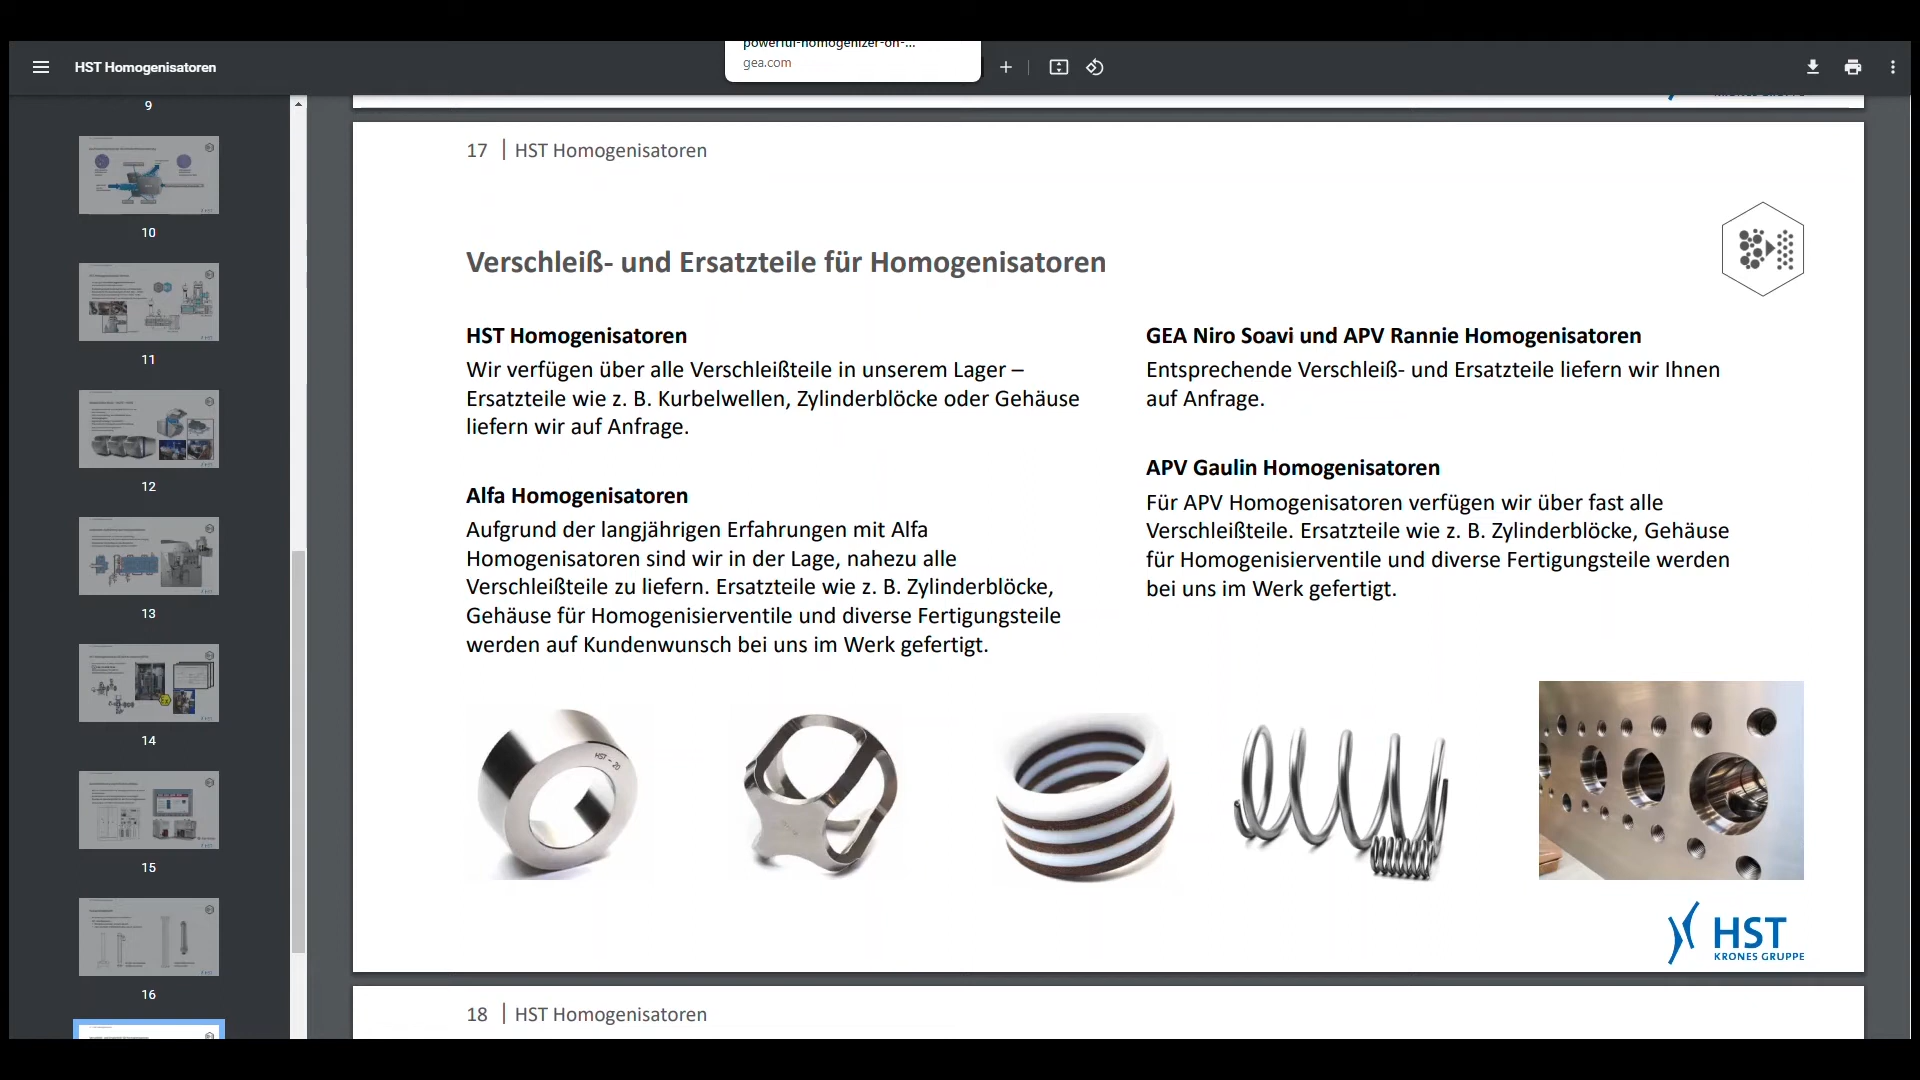 powerful-homogenizer-on-...
gea.com
HST Homogenisatoren
9
10
11
12
13
14
15
16
17 | HST Homogenisatoren
Verschleiß- und Ersatzteile für Homogenisatoren
HST Homogenisatoren
Wir verfügen über alle Verschleißteile in unserem Lager –
Ersatzteile wie z. B. Kurbelwellen, Zylinderblöcke oder Gehäuse
liefern wir auf Anfrage.
Alfa Homogenisatoren
Aufgrund der langjährigen Erfahrungen mit Alfa
Homogenisatoren sind wir in der Lage, nahezu alle
Verschleißteile zu liefern. Ersatzteile wie z. B. Zylinderblöcke,
Gehäuse für Homogenisierventile und diverse Fertigungsteile
werden auf Kundenwunsch bei uns im Werk gefertigt.
GEA Niro Soavi und APV Rannie Homogenisatoren
Entsprechende Verschleiß- und Ersatzteile liefern wir Ihnen
auf Anfrage.
APV Gaulin Homogenisatoren
Für APV Homogenisatoren verfügen wir über fast alle
Verschleißteile. Ersatzteile wie z. B. Zylinderblöcke, Gehäuse
für Homogenisierventile und diverse Fertigungsteile werden
bei uns im Werk gefertigt.
HST - 20
HST
KRONES GRUPPE
18 | HST Homogenisatoren